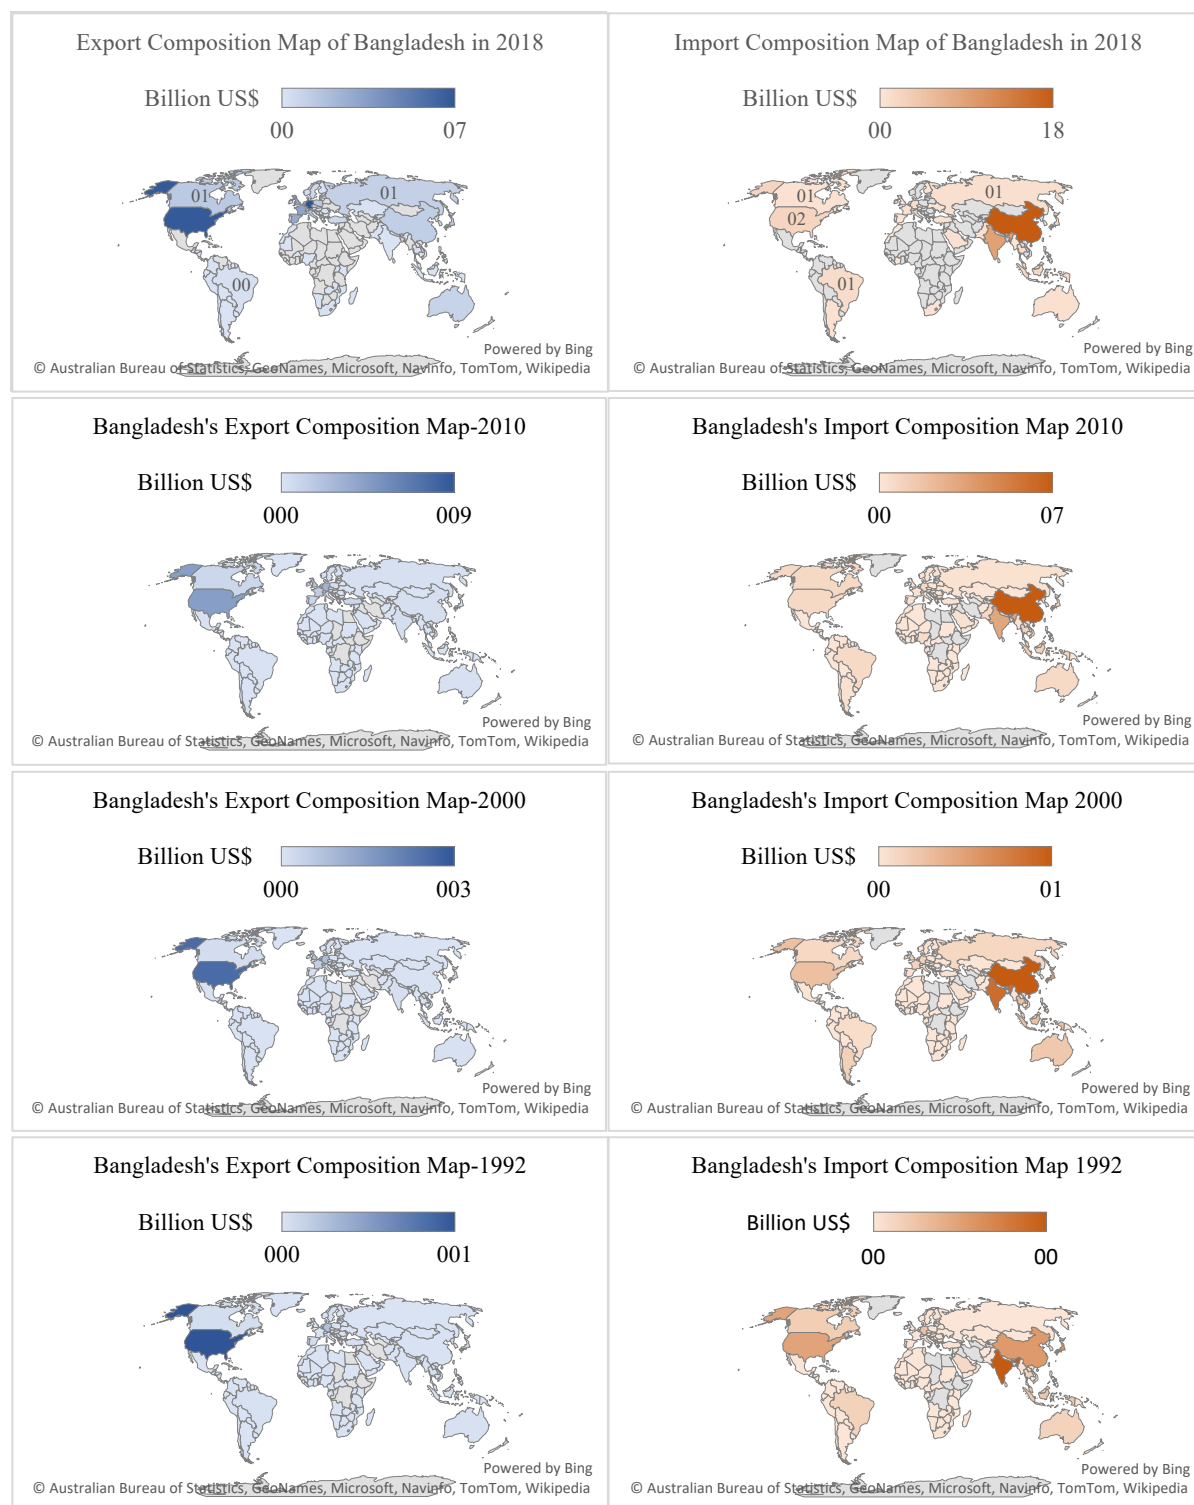 Export Composition Map of Bangladesh in 2018
Billion US$
00 07
01
01
00
Powered by Bing
© Australian Bureau of Statistics, GeoNames, Microsoft, Navinfo, TomTom, Wikipedia
Import Composition Map of Bangladesh in 2018
Billion US$
00 18
01
01
02
01
Powered by Bing
© Australian Bureau of Statistics, GeoNames, Microsoft, Navinfo, TomTom, Wikipedia
Bangladesh's Export Composition Map-2010
Billion US$
000 009
Powered by Bing
© Australian Bureau of Statistics, GeoNames, Microsoft, Navinfo, TomTom, Wikipedia
Bangladesh's Import Composition Map 2010
Billion US$
00 07
Powered by Bing
© Australian Bureau of Statistics, GeoNames, Microsoft, Navinfo, TomTom, Wikipedia
Bangladesh's Export Composition Map-2000
Billion US$
000 003
Powered by Bing
© Australian Bureau of Statistics, GeoNames, Microsoft, Navinfo, TomTom, Wikipedia
Bangladesh's Import Composition Map 2000
Billion US$
00 01
Powered by Bing
© Australian Bureau of Statistics, GeoNames, Microsoft, Navinfo, TomTom, Wikipedia
Bangladesh's Export Composition Map-1992
Billion US$
000 001
Powered by Bing
© Australian Bureau of Statistics, GeoNames, Microsoft, Navinfo, TomTom, Wikipedia
Bangladesh's Import Composition Map 1992
Billion US$
00 00
Powered by Bing
© Australian Bureau of Statistics, GeoNames, Microsoft, Navinfo, TomTom, Wikipedia